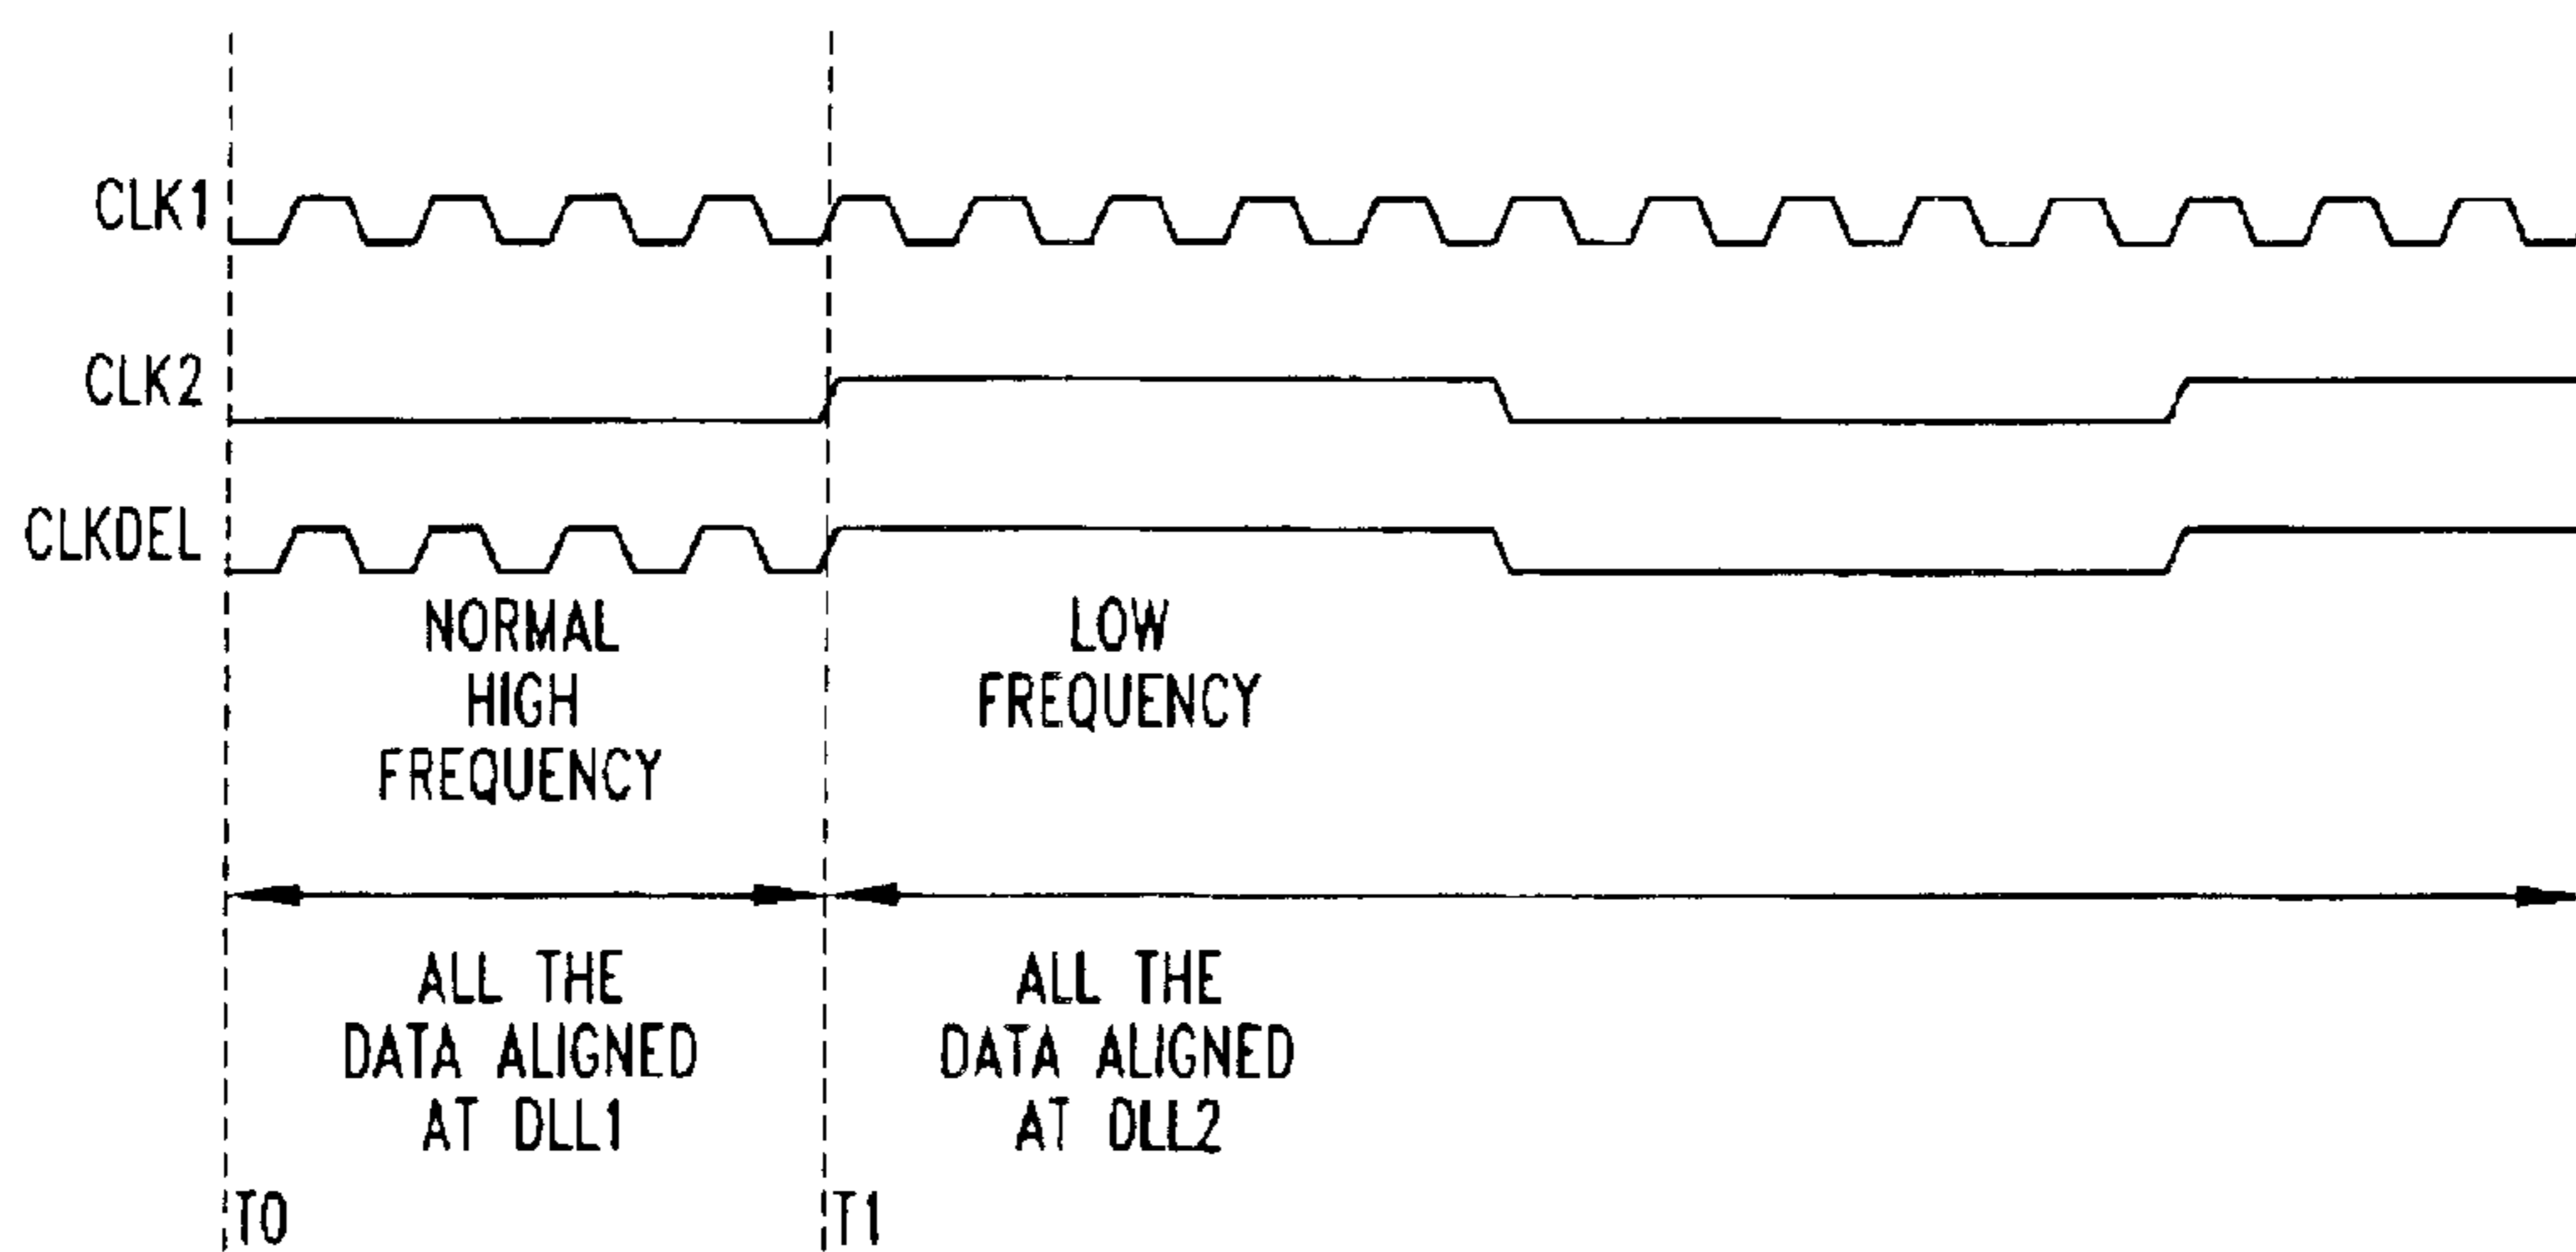 CLK1
CLK2
CLKDEL
NORMAL
HIGH
FREQUENCY
LOW
FREQUENCY
ALL THE
DATA ALIGNED
AT DLL1
ALL THE
DATA ALIGNED
AT DLL2
T0
T1